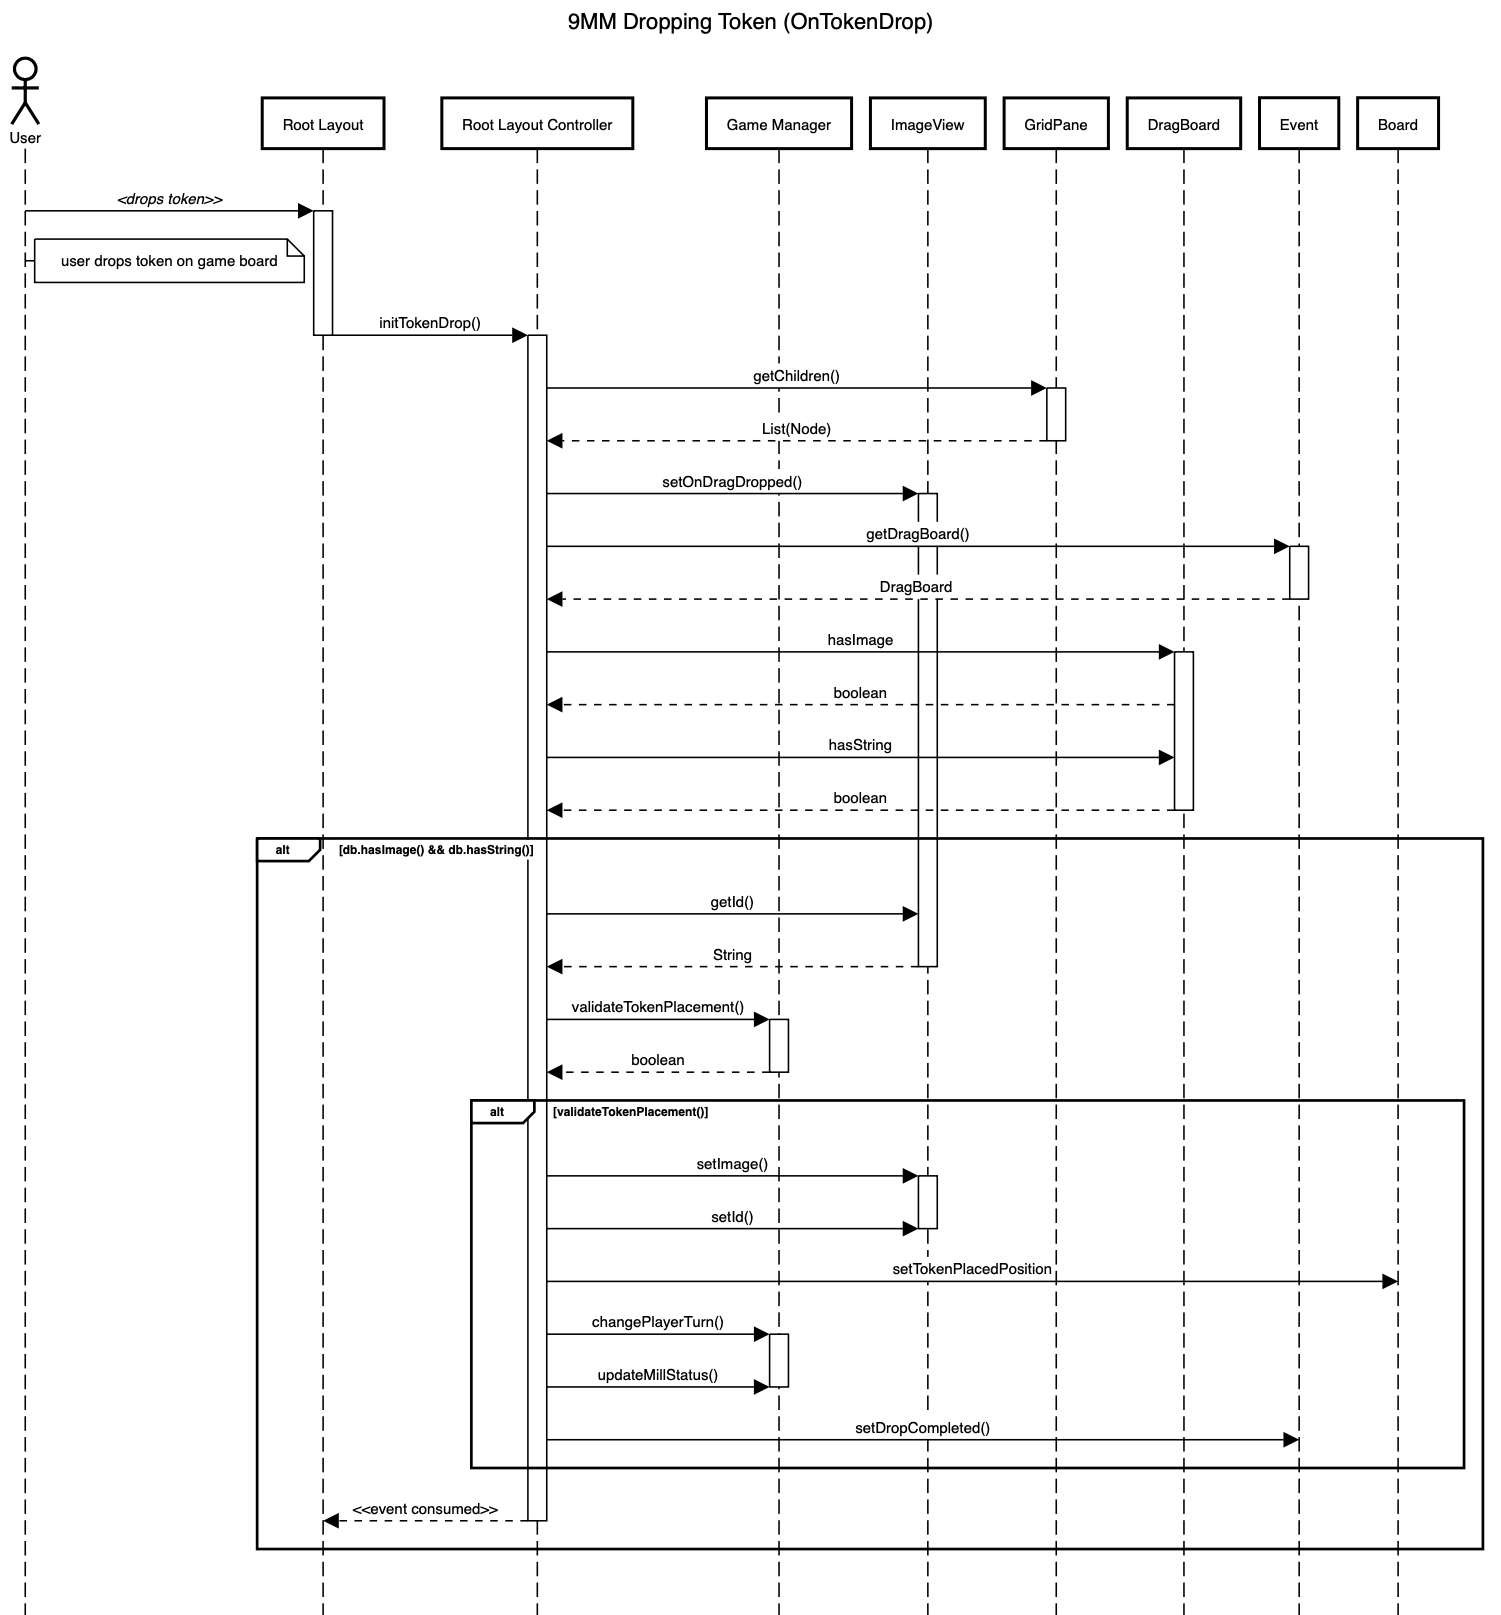 9MM Dropping Token (OnTokenDrop)
User
Root Layout
Root Layout Controller
Game Manager
ImageView
GridPane
DragBoard
Event
Board
<drops token>>
user drops token on game board
initTokenDrop()
getChildren()
List(Node)
setOnDragDropped()
getDragBoard()
DragBoard
hasImage
boolean
hasString
boolean
alt
[db.hasImage() && db.hasString()]
getId()
String
validateTokenPlacement()
boolean
alt
[validateTokenPlacement()]
setImage()
setId()
setTokenPlacedPosition
changePlayerTurn()
updateMillStatus()
setDropCompleted()
<<event consumed>>